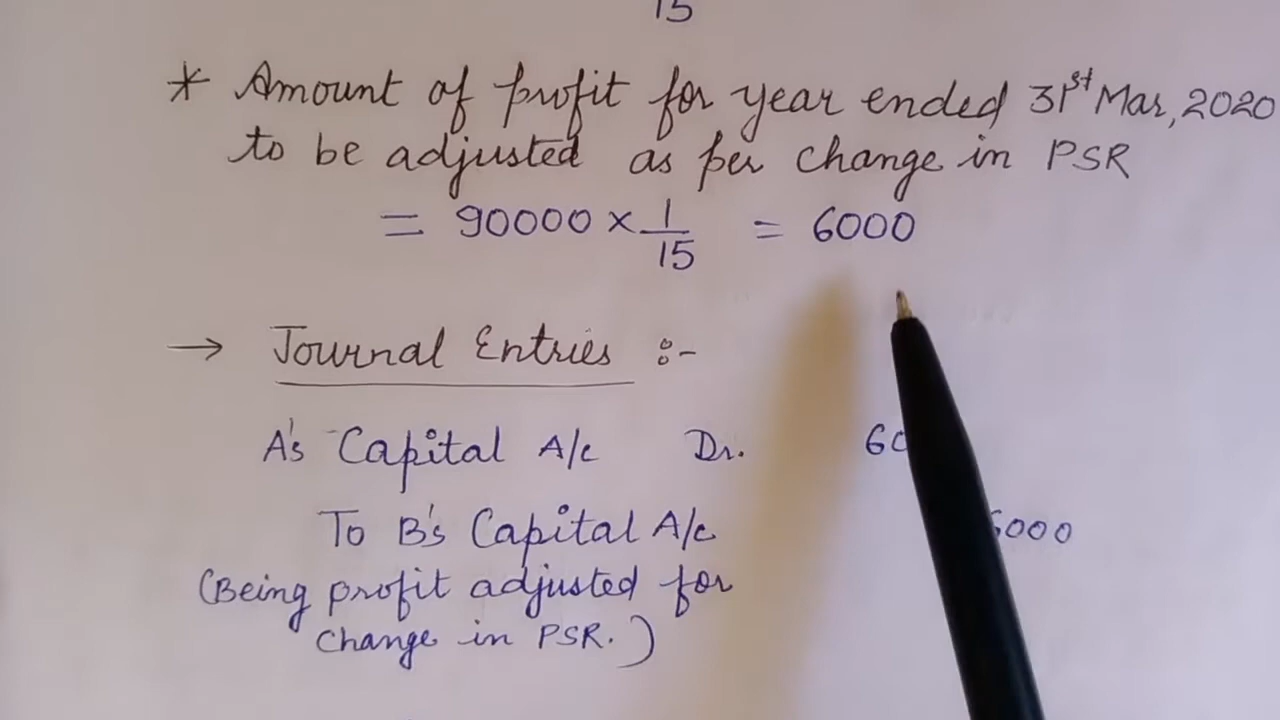 15
* Amount of profit for year ended 31st Mar, 2020
to be adjusted as per change in PSR
= 90000 × 1/15 = 6000
→ Journal Entries :-
A's Capital A/c Dr.
To B's Capital A/c 6000
(Being profit adjusted for
change in PSR.)